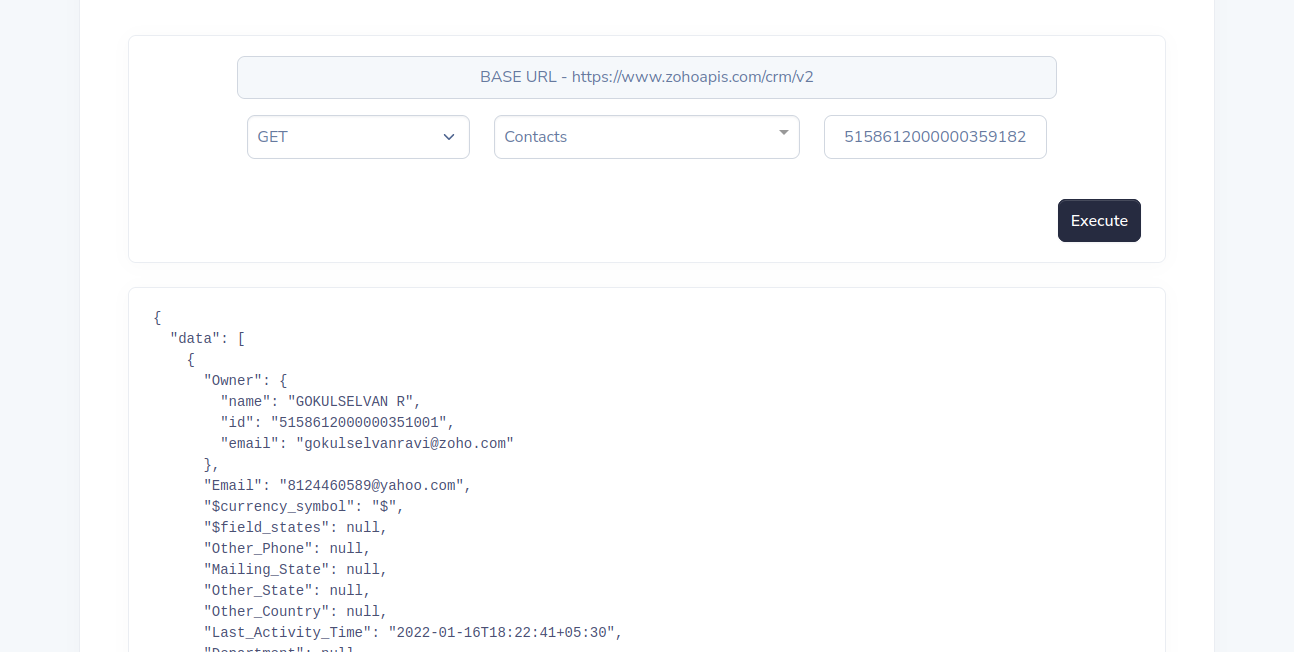 BASE URL - https://www.zohoapis.com/crm/v2
GET
Contacts
5158612000000359182
Execute
{
"data": [
{
"Owner": {
"name": "GOKULSELVAN R",
"id": "5158612000000351001",
"email": "gokulselvanravi@zoho.com"
},
"Email": "8124460589@yahoo.com",
"$currency_symbol": "$",
"$field_states": null,
"Other_Phone": null,
"Mailing_State": null,
"Other_State": null,
"Other_Country": null,
"Last_Activity_Time": "2022-01-16T18:22:41+05:30",
"Department": null